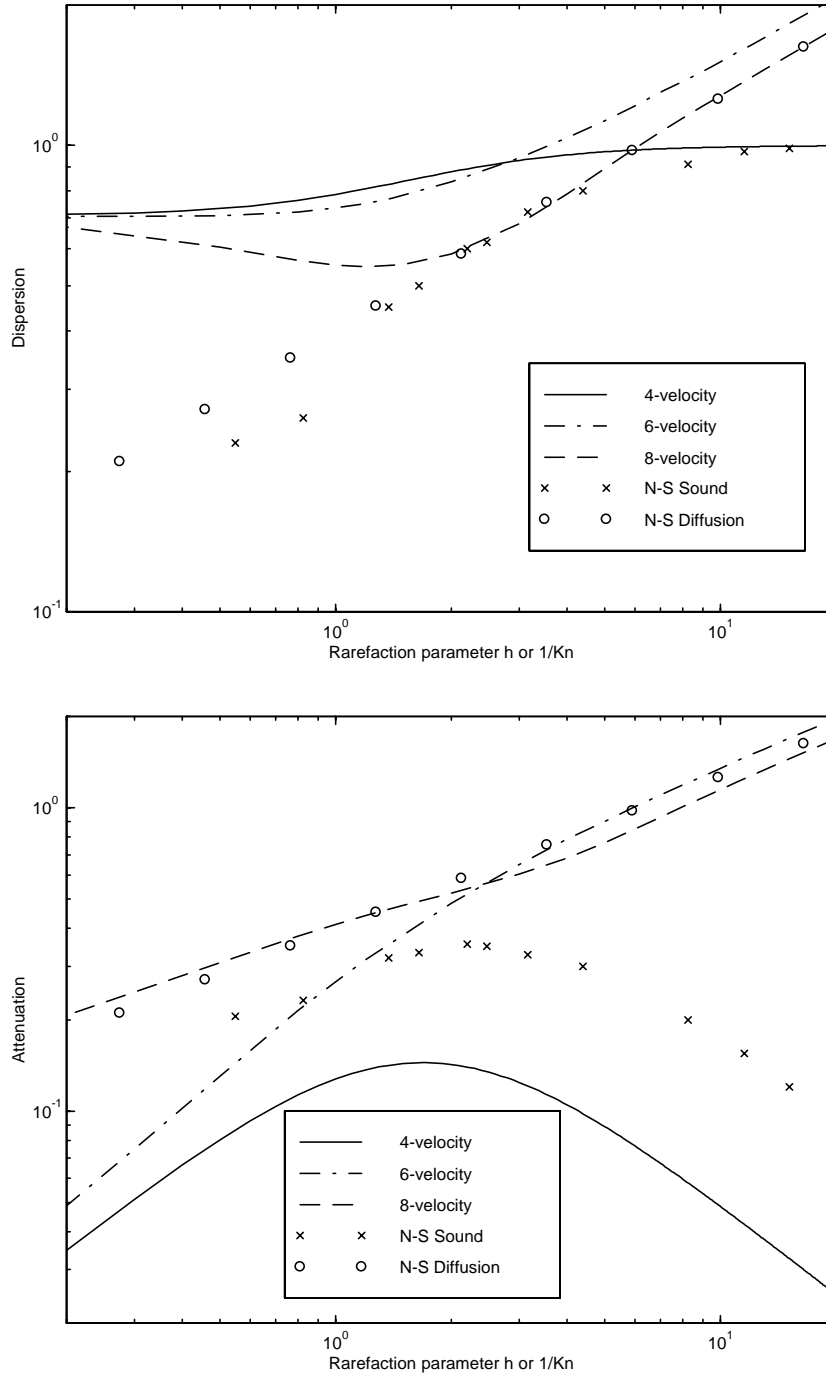 10^0
Dispersion
4-velocity
6-velocity
8-velocity
N-S Sound
N-S Diffusion
10^-1
10^0
10^1
Rarefaction parameter h or 1/Kn
10^0
Attenuation
10^-1
4-velocity
6-velocity
8-velocity
N-S Sound
N-S Diffusion
10^0
10^1
Rarefaction parameter h or 1/Kn